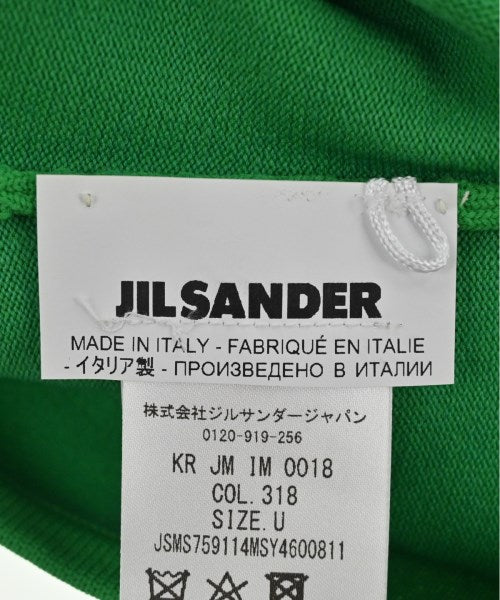 JIL SANDER
MADE IN ITALY - FABRIQUÉ EN ITALIE
- イタリア製 - ПРОИЗВЕДЕНО В ИТАЛИИ
株式会社ジルサンダージャパン
0120-919-256
KR JM IM 0018
COL. 318
SIZE. U
JSMS759114MSY4600811